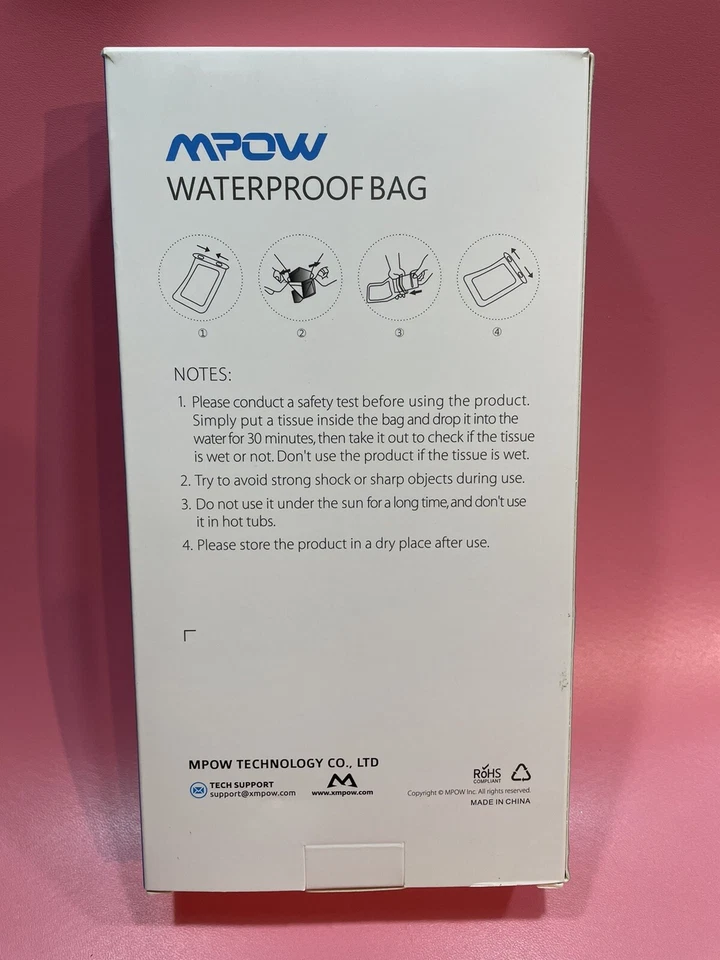 MPOW
WATERPROOF BAG
① ② ③ ④
NOTES:
1. Please conduct a safety test before using the product.
Simply put a tissue inside the bag and drop it into the
water for 30 minutes, then take it out to check if the tissue
is wet or not. Don't use the product if the tissue is wet.
2. Try to avoid strong shock or sharp objects during use.
3. Do not use it under the sun for a long time, and don't use
it in hot tubs.
4. Please store the product in a dry place after use.
MPOW TECHNOLOGY CO., LTD
TECH SUPPORT
support@xmpow.com
www.xmpow.com
RoHS
COMPLIANT
Copyright © MPOW Inc. All rights reserved.
MADE IN CHINA